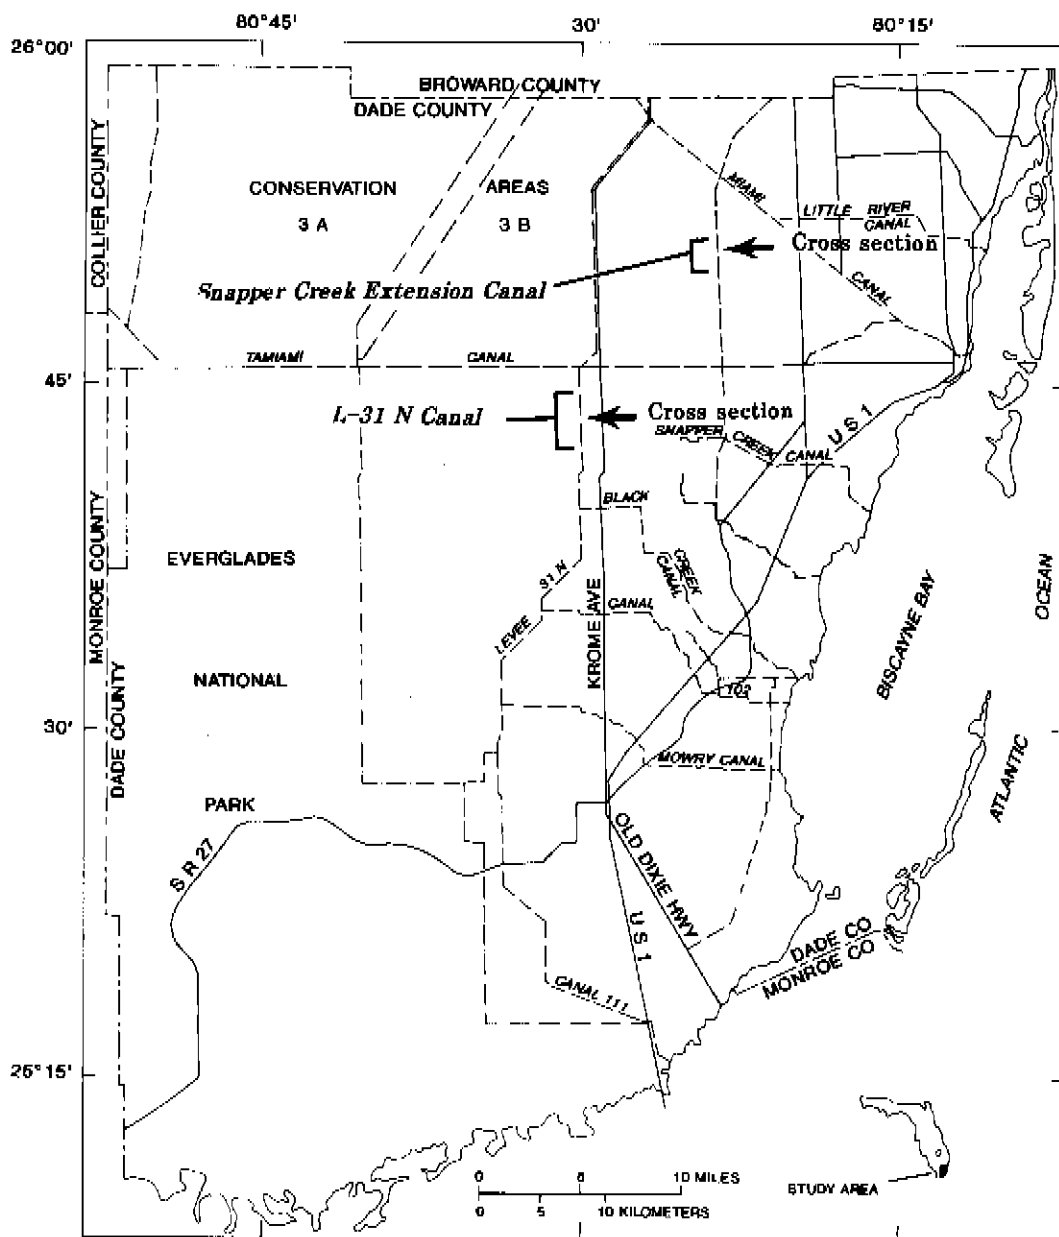 80°45'
30'
80°15'
26°00'
BROWARD COUNTY
DADE COUNTY
COLLIER COUNTY
CONSERVATION
AREAS
3 A
3 B
MIAMI
LITTLE RIVER
CANAL
Cross section
Snapper Creek Extension Canal
CANAL
TAMIAMI
CANAL
45'
L-31 N Canal
Cross section
U S 1
SNAPPER
CREEK
CANAL
BLACK
CREEK
CANAL
MONROE COUNTY
DADE COUNTY
EVERGLADES
LEVEE
31 N
CANAL
KROME AVE
BISCAYNE BAY
OCEAN
NATIONAL
102
30'
MOWRY CANAL
ATLANTIC
PARK
S R 27
OLD DIXIE HWY
U S 1
DADE CO
MONROE CO
CANAL 111
25°15'
0
5
10 MILES
0
5
10 KILOMETERS
STUDY AREA